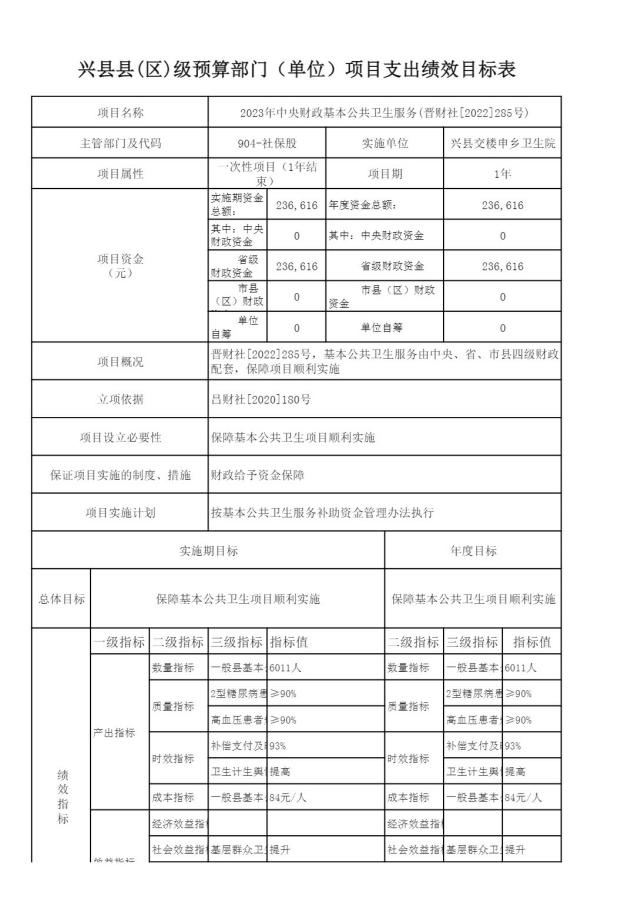 兴县县(区)级预算部门（单位）项目支出绩效目标表
项目名称 2023年中央财政基本公共卫生服务(晋财社[2022]285号)
主管部门及代码 904-社保股 实施单位 兴县交楼申乡卫生院
项目属性 一次性项目（1年结束） 项目期 1年
项目资金（元）
实施期资金总额： 236,616 年度资金总额： 236,616
其中：中央财政资金 0 其中：中央财政资金 0
省级财政资金 236,616 省级财政资金 236,616
市县（区）财政 0 市县（区）财政资金 0
单位自筹 0 单位自筹 0
项目概况 晋财社[2022]285号，基本公共卫生服务由中央、省、市县四级财政配套，保障项目顺利实施
立项依据 吕财社[2020]180号
项目设立必要性 保障基本公共卫生项目顺利实施
保证项目实施的制度、措施 财政给予资金保障
项目实施计划 按基本公共卫生服务补助资金管理办法执行
实施期目标 年度目标
总体目标 保障基本公共卫生项目顺利实施 保障基本公共卫生项目顺利实施
绩效指标
一级指标 二级指标 三级指标 指标值 二级指标 三级指标 指标值
产出指标
数量指标 一般县基本 6011人 数量指标 一般县基本 6011人
质量指标 2型糖尿病患 ≥90% 质量指标 2型糖尿病患 ≥90%
高血压患者 ≥90% 高血压患者 ≥90%
时效指标 补偿支付及 93% 时效指标 补偿支付及 93%
卫生计生舆 提高 卫生计生舆 提高
成本指标 一般县基本 84元/人 成本指标 一般县基本 84元/人
经济效益指 经济效益指
社会效益指 基层群众卫 提升 社会效益指 基层群众卫 提升